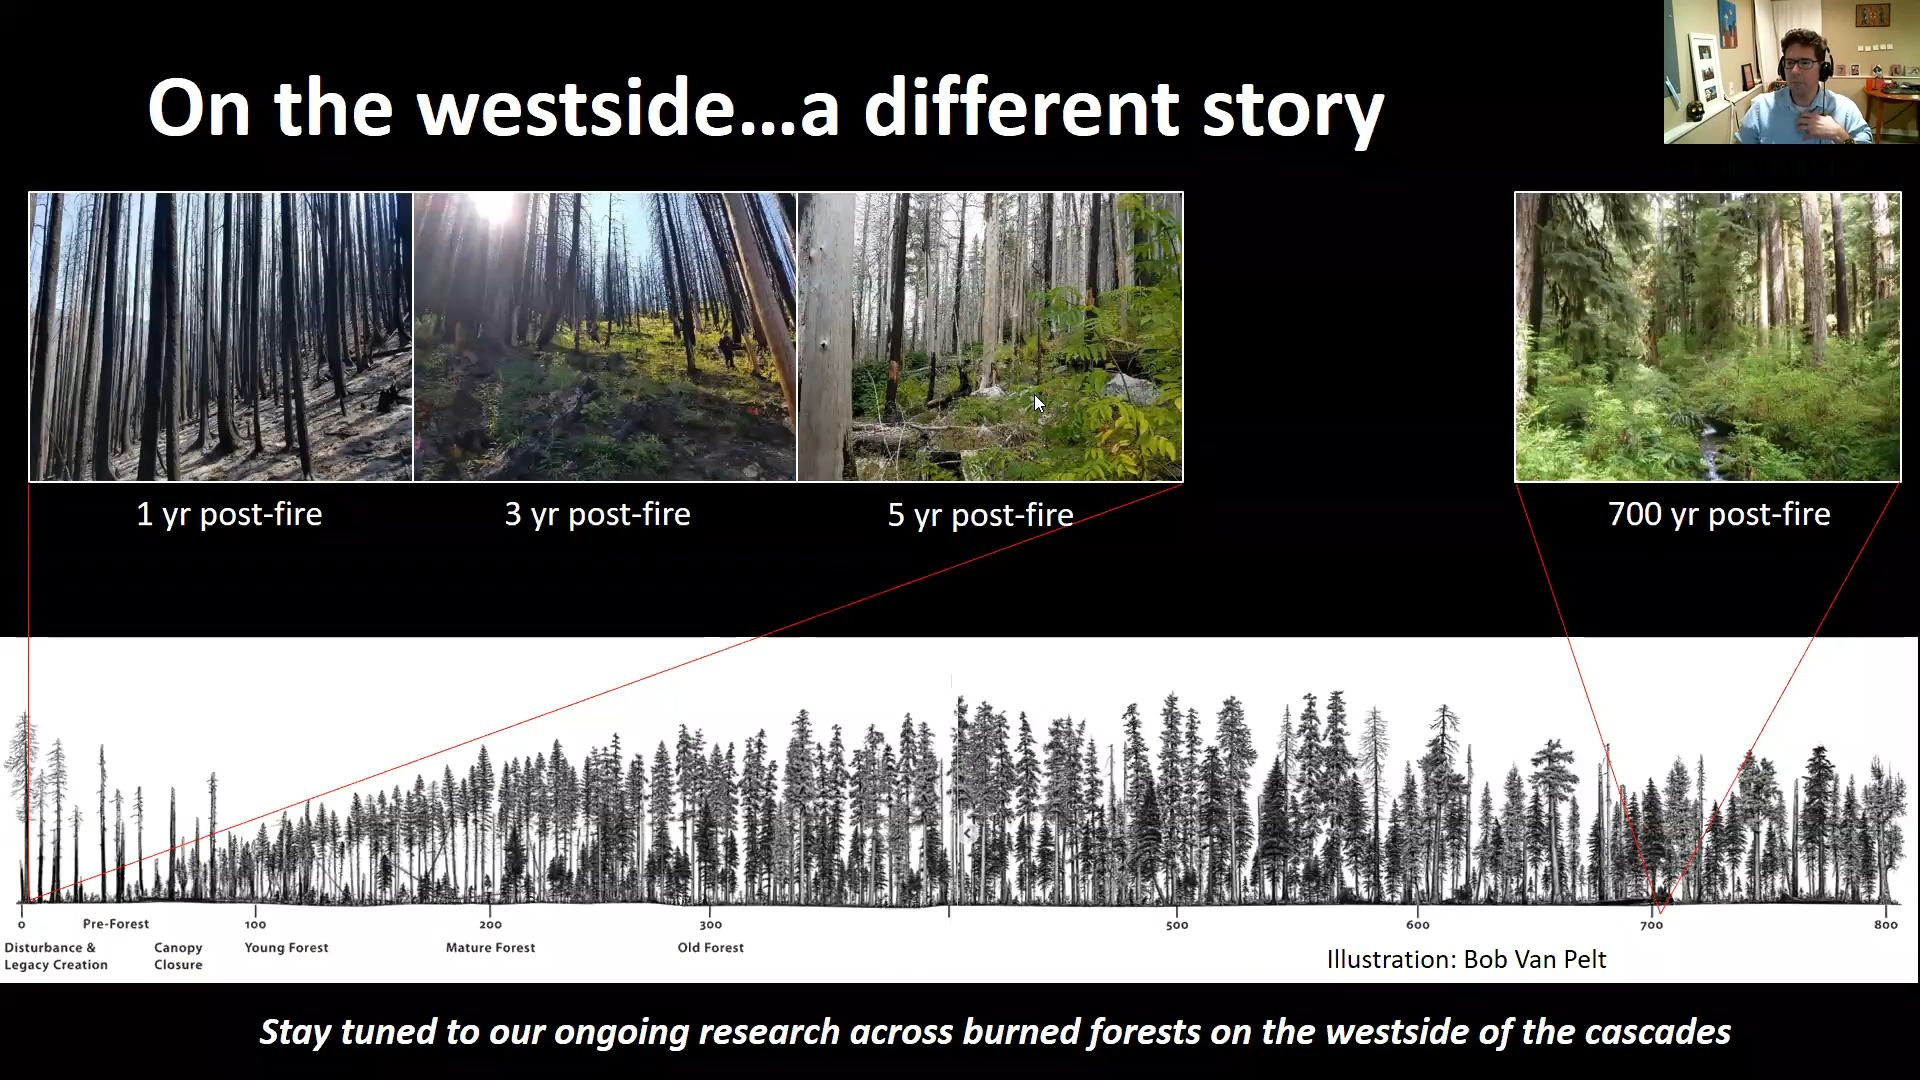 On the westside...a different story
1 yr post-fire
3 yr post-fire
5 yr post-fire
700 yr post-fire
0
Pre-Forest
100
200
300
500
600
700
800
Disturbance &
Legacy Creation
Canopy
Closure
Young Forest
Mature Forest
Old Forest
Illustration: Bob Van Pelt
Stay tuned to our ongoing research across burned forests on the westside of the cascades